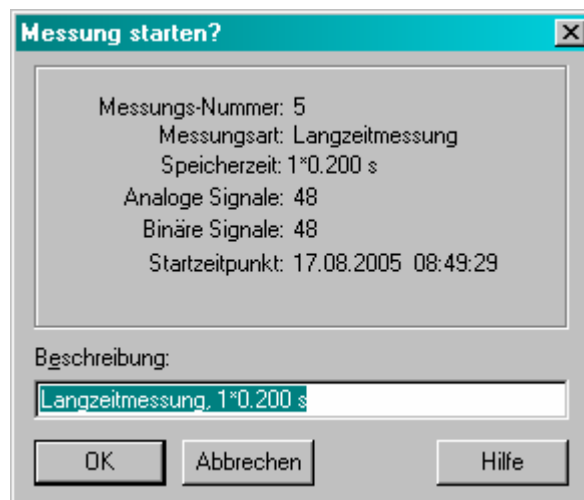 Messung starten?
Messungs-Nummer: 5
Messungsart: Langzeitmessung
Speicherzeit: 1*0.200 s
Analoge Signale: 48
Binäre Signale: 48
Startzeitpunkt: 17.08.2005 08:49:29
Beschreibung:
Langzeitmessung, 1*0.200 s
OK Abbrechen Hilfe